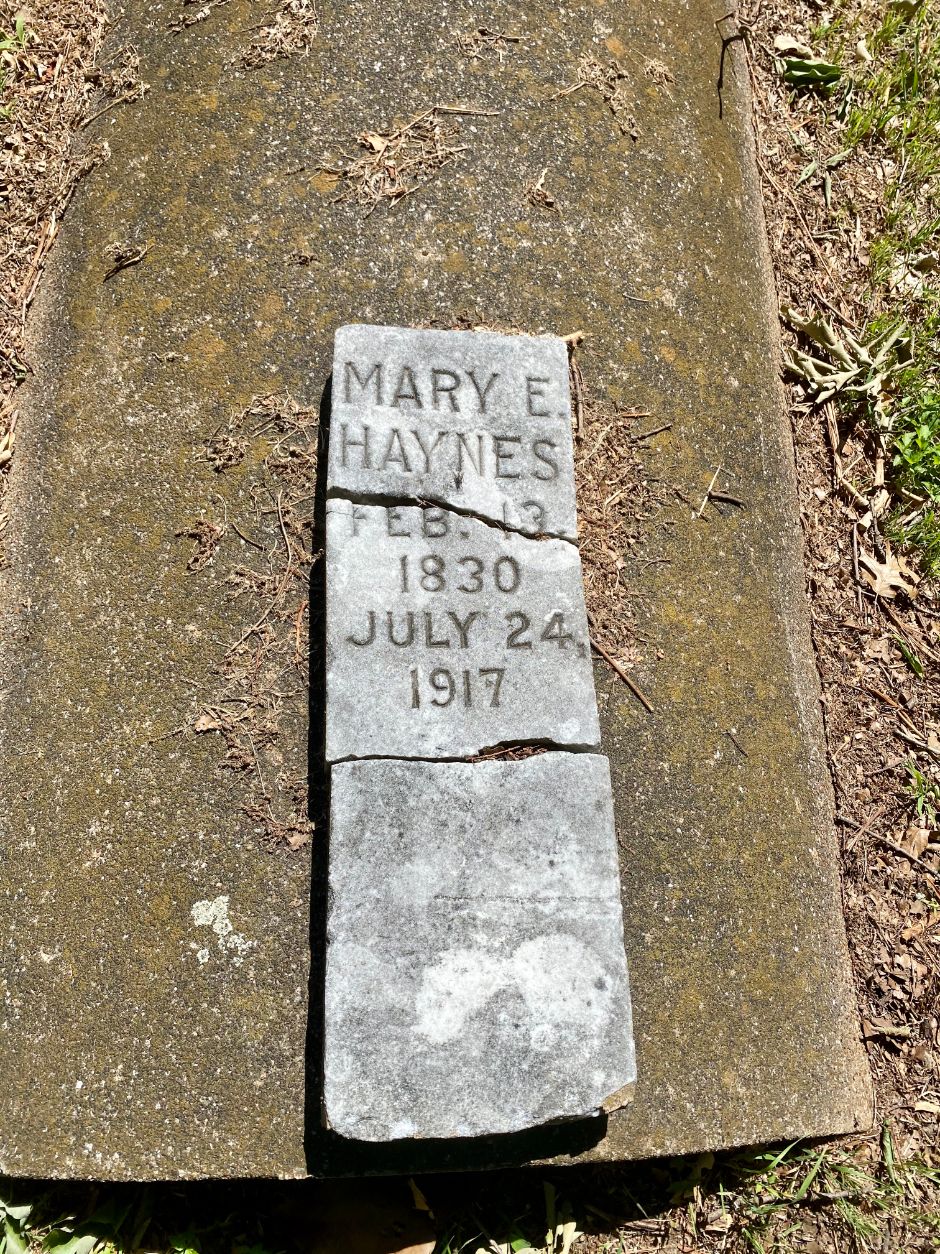 MARY E.
HAYNES
FEB. 13,
1830
JULY 24,
1917